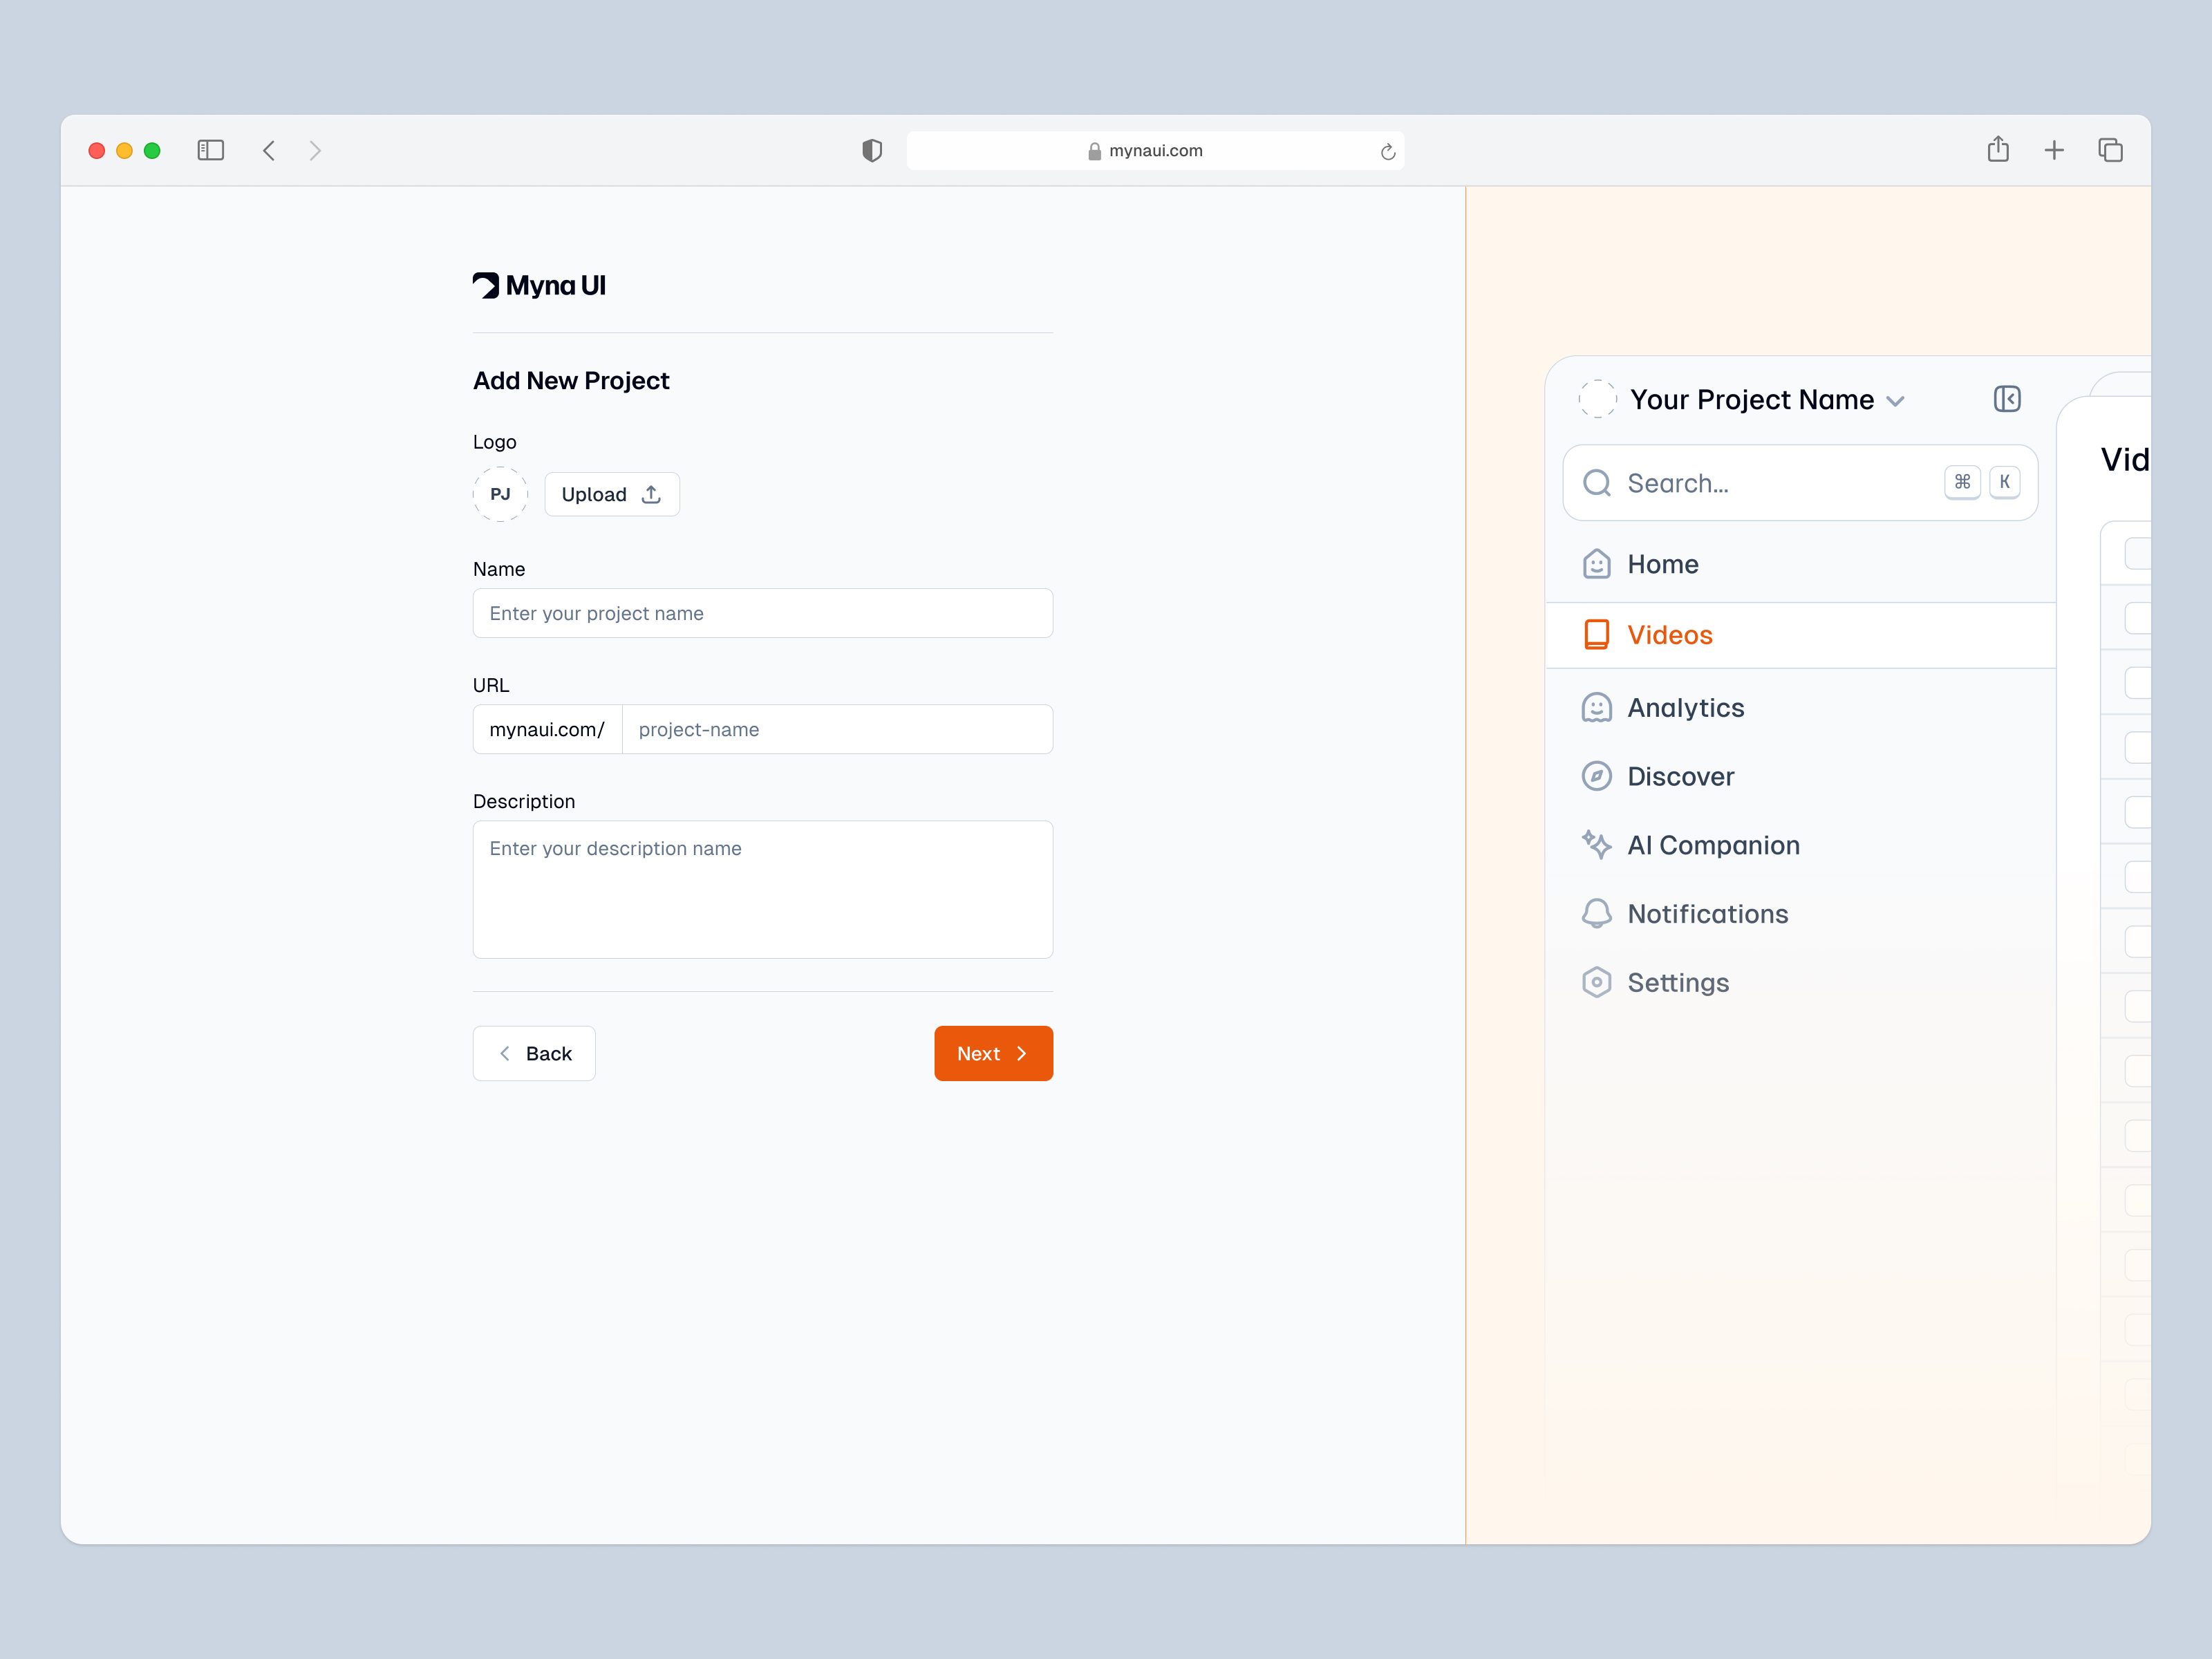 mynaui.com
Myna UI
Add New Project
Logo
PJ
Upload
Name
Enter your project name
URL
mynaui.com/
project-name
Description
Enter your description name
Back
Next
Your Project Name
Search...
⌘ K
Home
Videos
Analytics
Discover
AI Companion
Notifications
Settings
Vid